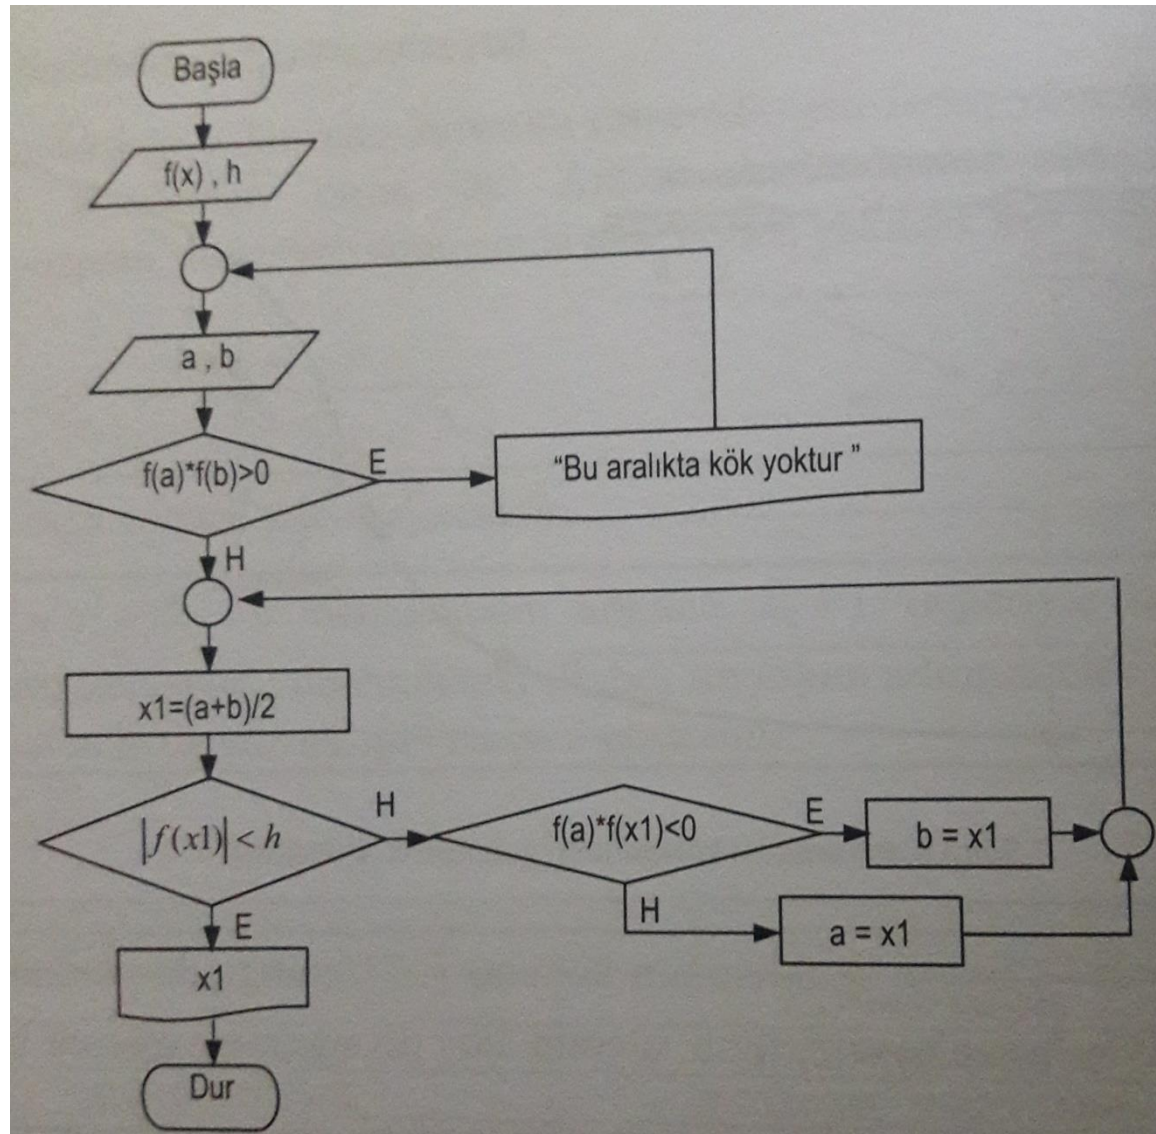 Başla
f(x) , h
a , b
f(a)*f(b)>0
E
“Bu aralıkta kök yoktur ”
H
x1=(a+b)/2
|f(x1)| < h
H
f(a)*f(x1)<0
E
b = x1
H
a = x1
E
x1
Dur